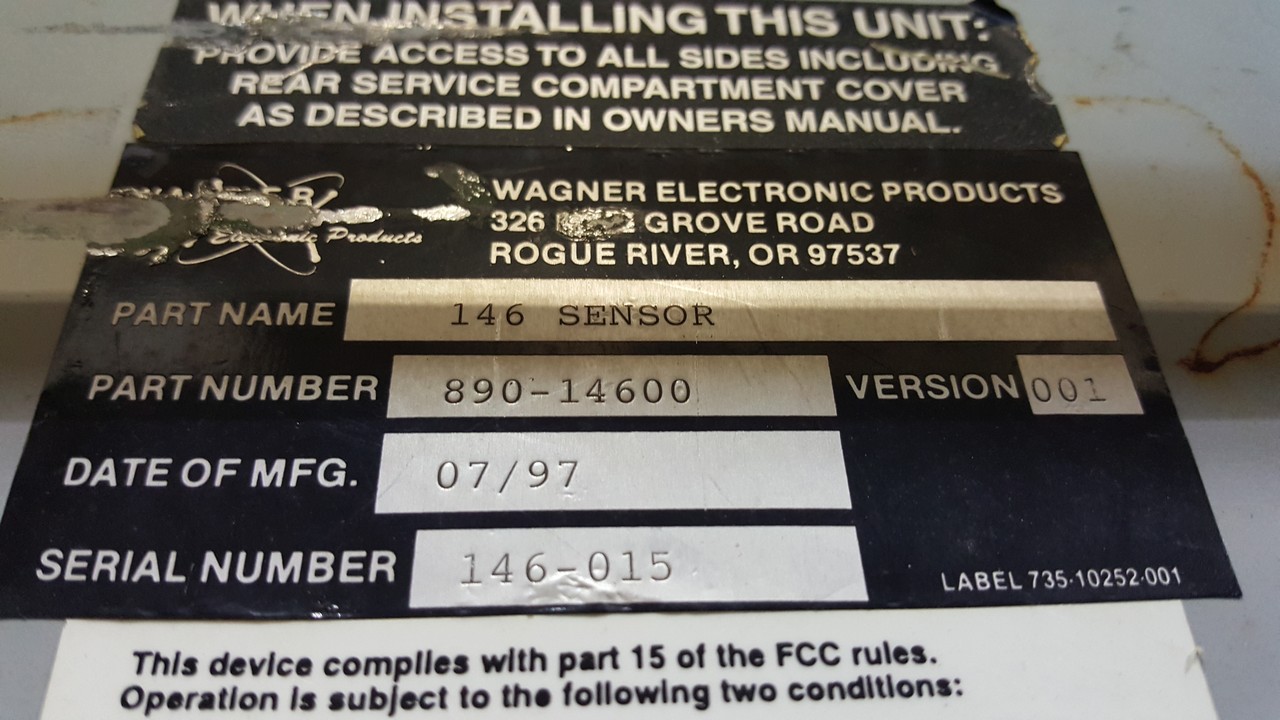 WHEN INSTALLING THIS UNIT:
PROVIDE ACCESS TO ALL SIDES INCLUDING
REAR SERVICE COMPARTMENT COVER
AS DESCRIBED IN OWNERS MANUAL.
Electronic Products
WAGNER ELECTRONIC PRODUCTS
326 GROVE ROAD
ROGUE RIVER, OR 97537
PART NAME 146 SENSOR
PART NUMBER 890-14600 VERSION 001
DATE OF MFG. 07/97
SERIAL NUMBER 146-015
LABEL 735-10252-001
This device complies with part 15 of the FCC rules.
Operation is subject to the following two conditions: